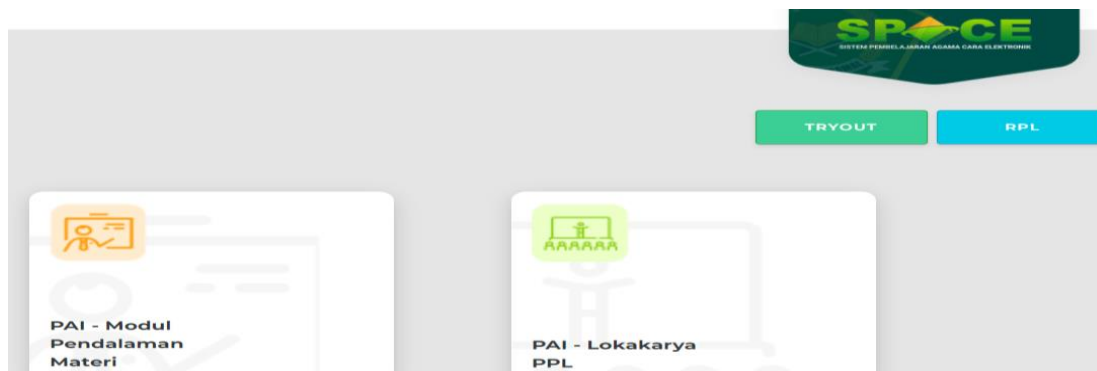 SPACE
SISTEM PEMBELAJARAN AGAMA CARA ELEKTRONIK
TRYOUT
RPL
PAI - Modul
Pendalaman
Materi
PAI - Lokakarya
PPL